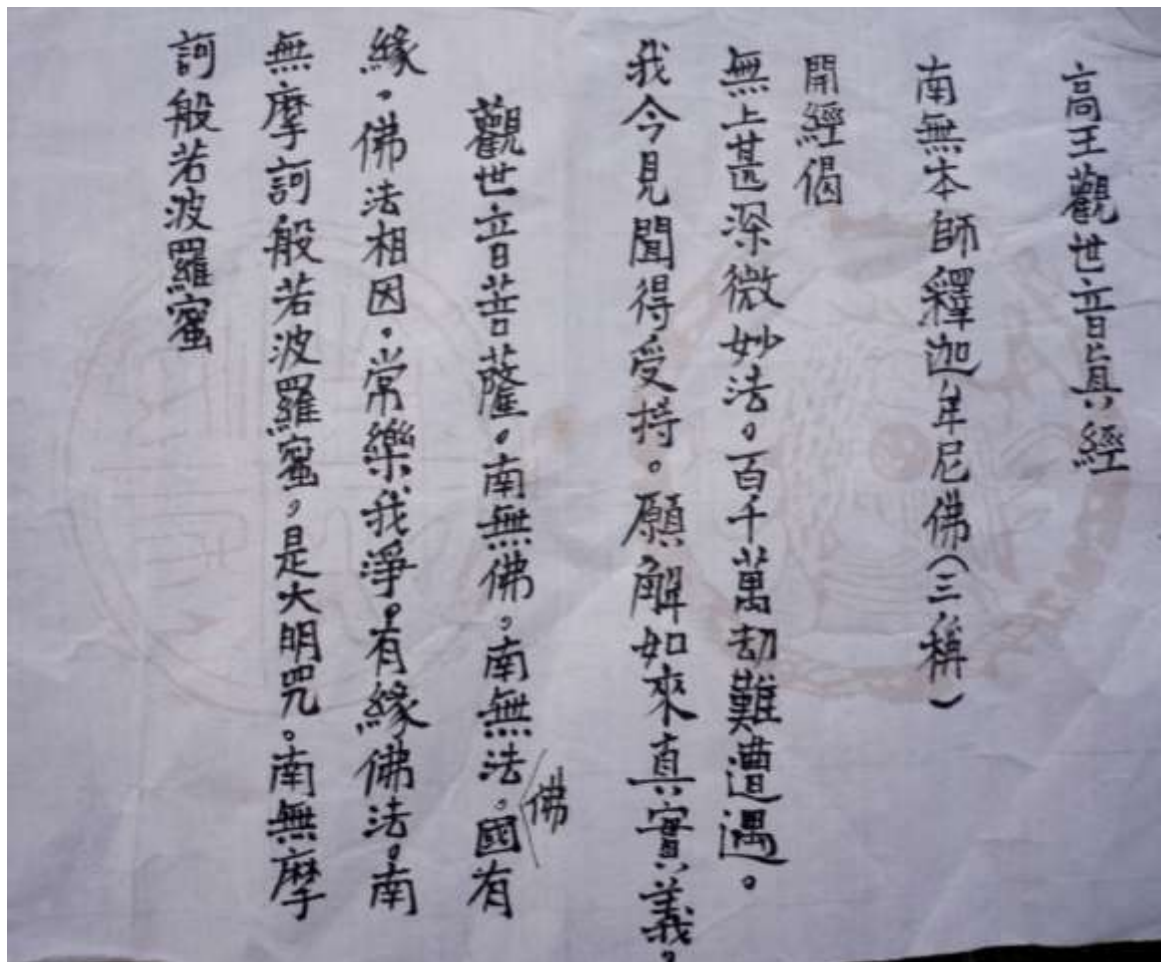 高王觀世音真經
南無本師釋迦牟尼佛(三稱)
開經偈
無上甚深微妙法。百千萬劫難遭遇。
我今見聞得受持。願解如來真實義。
觀世音菩薩。南無佛。南無法。佛國有
緣。佛法相因。常樂我淨。有緣佛法。南
無摩訶般若波羅蜜。是大明咒。南無摩
訶般若波羅蜜